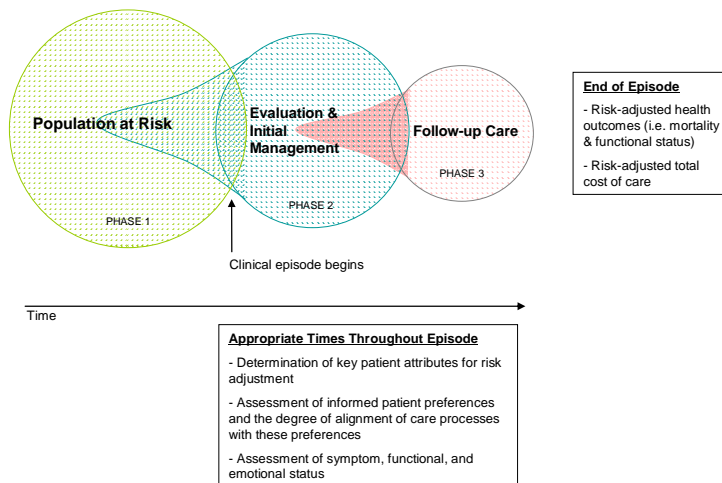 Population at Risk
PHASE 1
Evaluation &
Initial
Management
PHASE 2
Follow-up Care
PHASE 3
Clinical episode begins
End of Episode
- Risk-adjusted health
outcomes (i.e. mortality
& functional status)
- Risk-adjusted total
cost of care
Time
Appropriate Times Throughout Episode
- Determination of key patient attributes for risk
adjustment
- Assessment of informed patient preferences
and the degree of alignment of care processes
with these preferences
- Assessment of symptom, functional, and
emotional status